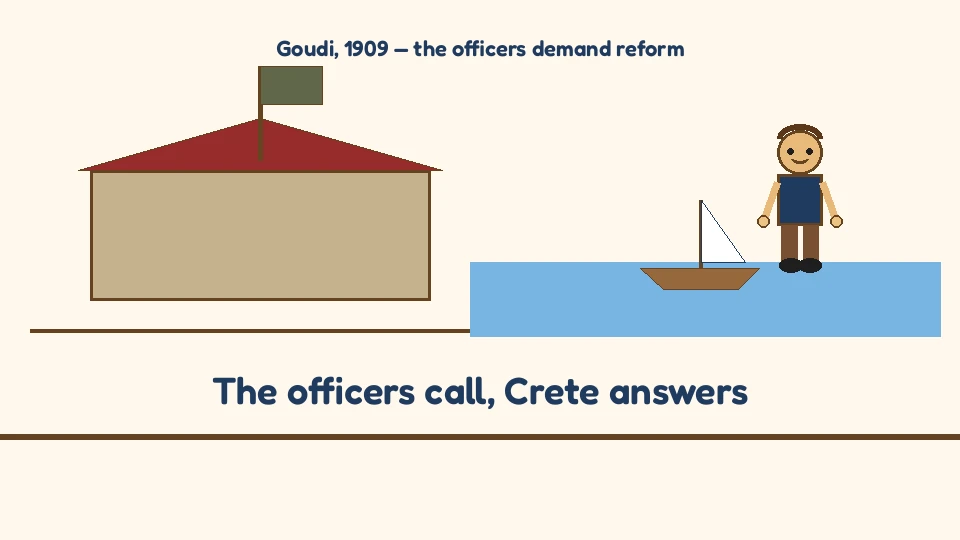 Goudi, 1909 — the officers demand reform
The officers call, Crete answers